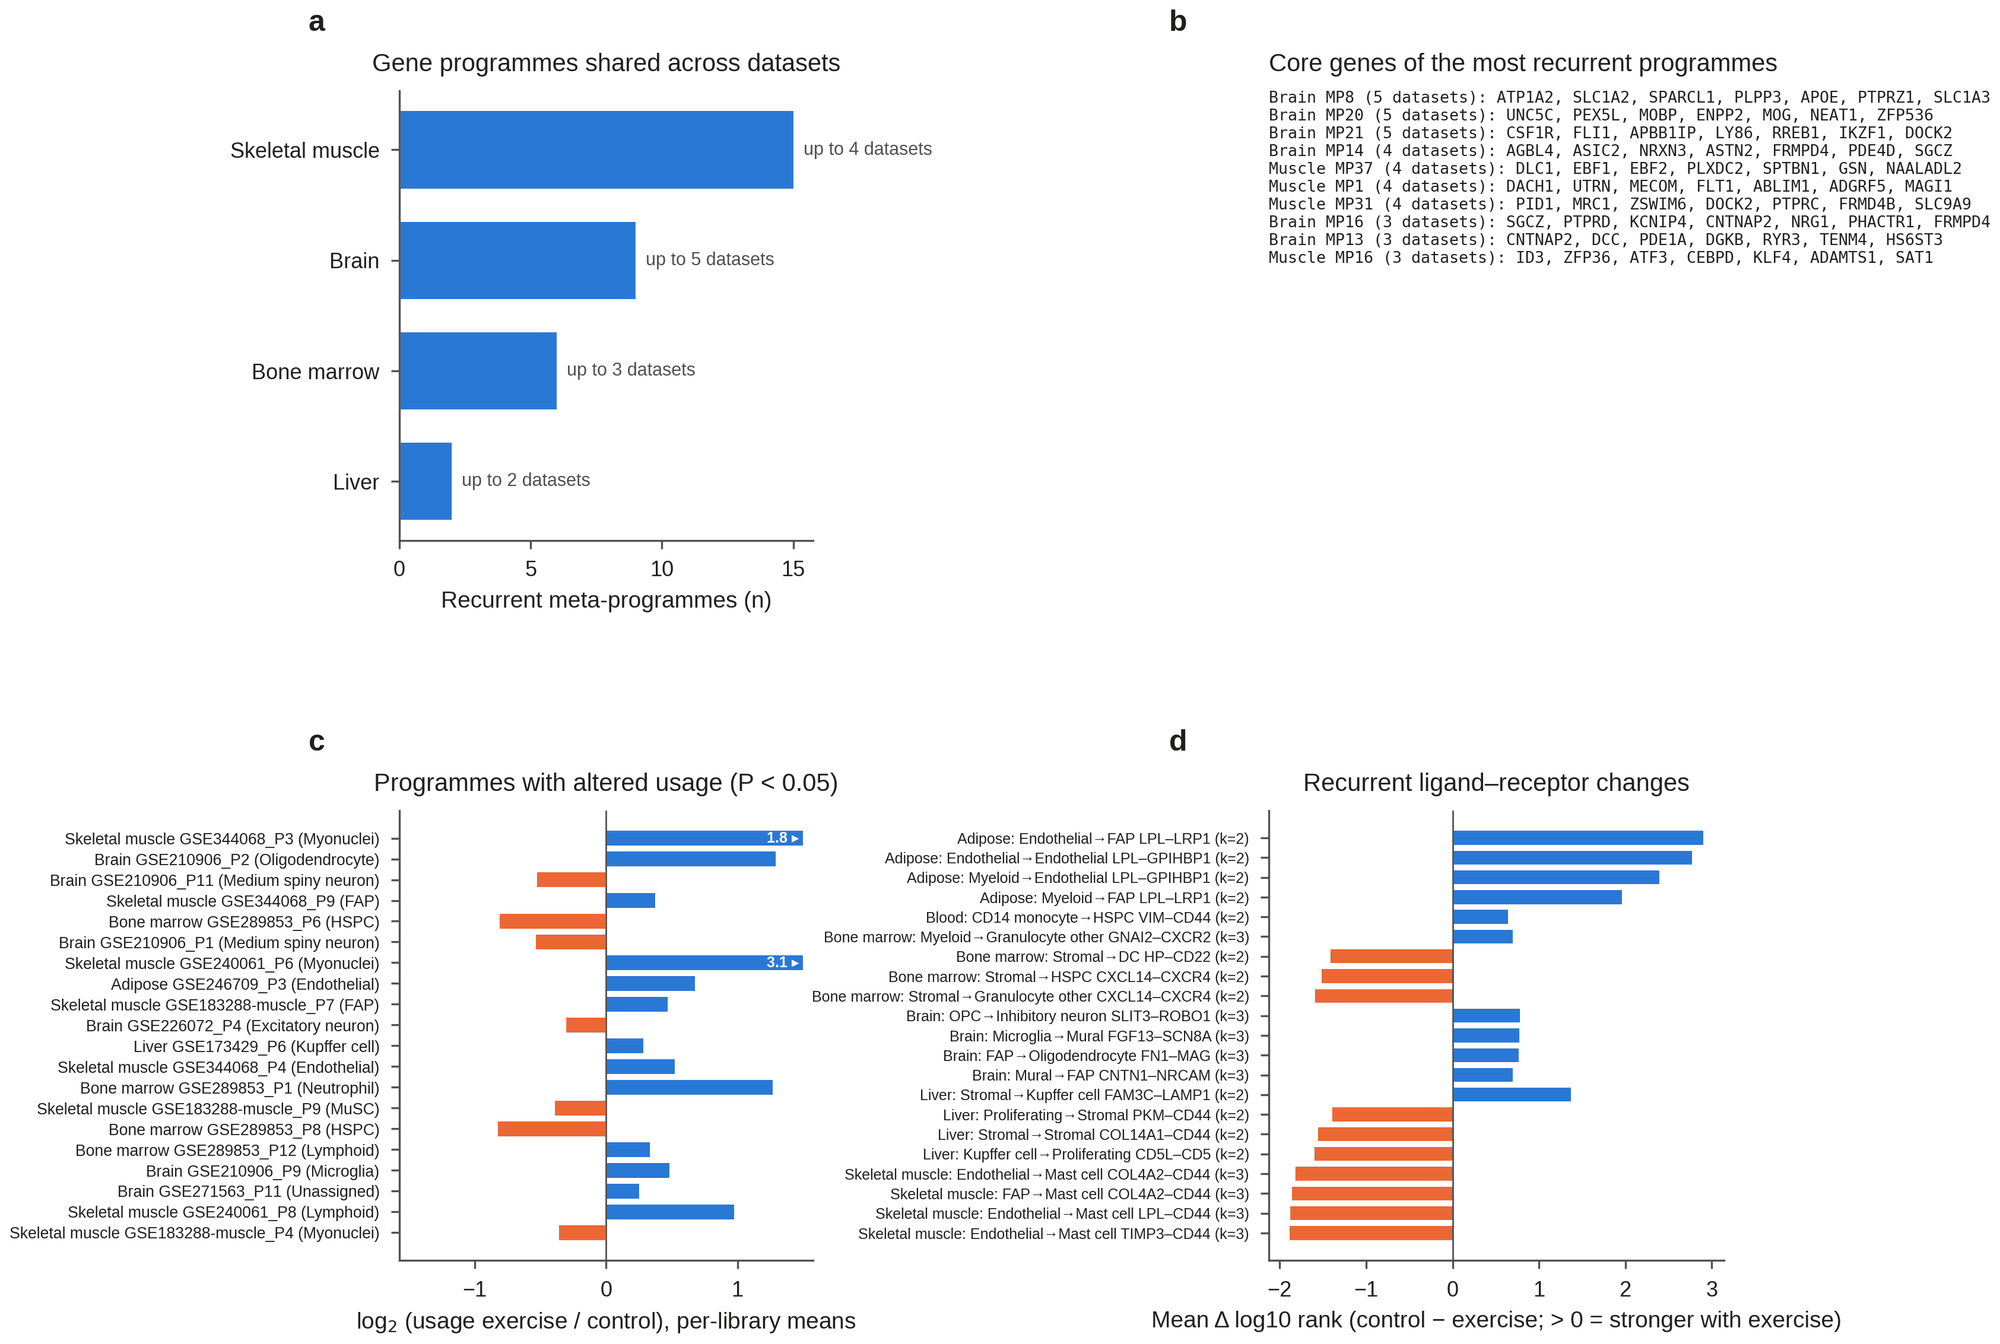 a
Gene programmes shared across datasets
Skeletal muscle
up to 4 datasets
Brain
up to 5 datasets
Bone marrow
up to 3 datasets
Liver
up to 2 datasets
0 5 10 15
Recurrent meta-programmes (n)
b
Core genes of the most recurrent programmes
Brain MP8 (5 datasets): ATP1A2, SLC1A2, SPARCL1, PLPP3, APOE, PTPRZ1, SLC1A3
Brain MP20 (5 datasets): UNC5C, PEX5L, MOBP, ENPP2, MOG, NEAT1, ZFP536
Brain MP21 (5 datasets): CSF1R, FLI1, APBB1IP, LY86, RREB1, IKZF1, DOCK2
Brain MP14 (4 datasets): AGBL4, ASIC2, NRXN3, ASTN2, FRMPD4, PDE4D, SGCZ
Muscle MP37 (4 datasets): DLC1, EBF1, EBF2, PLXDC2, SPTBN1, GSN, NAALADL2
Muscle MP1 (4 datasets): DACH1, UTRN, MECOM, FLT1, ABLIM1, ADGRF5, MAGI1
Muscle MP31 (4 datasets): PID1, MRC1, ZSWIM6, DOCK2, PTPRC, FRMD4B, SLC9A9
Brain MP16 (3 datasets): SGCZ, PTPRD, KCNIP4, CNTNAP2, NRG1, PHACTR1, FRMPD4
Brain MP13 (3 datasets): CNTNAP2, DCC, PDE1A, DGKB, RYR3, TENM4, HS6ST3
Muscle MP16 (3 datasets): ID3, ZFP36, ATF3, CEBPD, KLF4, ADAMTS1, SAT1
c
Programmes with altered usage (P < 0.05)
Skeletal muscle GSE344068_P3 (Myonuclei)
1.8 ▸
Brain GSE210906_P2 (Oligodendrocyte)
Brain GSE210906_P11 (Medium spiny neuron)
Skeletal muscle GSE344068_P9 (FAP)
Bone marrow GSE289853_P6 (HSPC)
Brain GSE210906_P1 (Medium spiny neuron)
Skeletal muscle GSE240061_P6 (Myonuclei)
3.1 ▸
Adipose GSE246709_P3 (Endothelial)
Skeletal muscle GSE183288-muscle_P7 (FAP)
Brain GSE226072_P4 (Excitatory neuron)
Liver GSE173429_P6 (Kupffer cell)
Skeletal muscle GSE344068_P4 (Endothelial)
Bone marrow GSE289853_P1 (Neutrophil)
Skeletal muscle GSE183288-muscle_P9 (MuSC)
Bone marrow GSE289853_P8 (HSPC)
Bone marrow GSE289853_P12 (Lymphoid)
Brain GSE210906_P9 (Microglia)
Brain GSE271563_P11 (Unassigned)
Skeletal muscle GSE240061_P8 (Lymphoid)
Skeletal muscle GSE183288-muscle_P4 (Myonuclei)
−1 0 1
log₂ (usage exercise / control), per-library means
d
Recurrent ligand–receptor changes
Adipose: Endothelial→FAP LPL–LRP1 (k=2)
Adipose: Endothelial→Endothelial LPL–GPIHBP1 (k=2)
Adipose: Myeloid→Endothelial LPL–GPIHBP1 (k=2)
Adipose: Myeloid→FAP LPL–LRP1 (k=2)
Blood: CD14 monocyte→HSPC VIM–CD44 (k=2)
Bone marrow: Myeloid→Granulocyte other GNAI2–CXCR2 (k=3)
Bone marrow: Stromal→DC HP–CD22 (k=2)
Bone marrow: Stromal→HSPC CXCL14–CXCR4 (k=2)
Bone marrow: Stromal→Granulocyte other CXCL14–CXCR4 (k=2)
Brain: OPC→Inhibitory neuron SLIT3–ROBO1 (k=3)
Brain: Microglia→Mural FGF13–SCN8A (k=3)
Brain: FAP→Oligodendrocyte FN1–MAG (k=3)
Brain: Mural→FAP CNTN1–NRCAM (k=3)
Liver: Stromal→Kupffer cell FAM3C–LAMP1 (k=2)
Liver: Proliferating→Stromal PKM–CD44 (k=2)
Liver: Stromal→Stromal COL14A1–CD44 (k=2)
Liver: Kupffer cell→Proliferating CD5L–CD5 (k=2)
Skeletal muscle: Endothelial→Mast cell COL4A2–CD44 (k=3)
Skeletal muscle: FAP→Mast cell COL4A2–CD44 (k=3)
Skeletal muscle: Endothelial→Mast cell LPL–CD44 (k=3)
Skeletal muscle: Endothelial→Mast cell TIMP3–CD44 (k=3)
−2 −1 0 1 2 3
Mean Δ log10 rank (control − exercise; > 0 = stronger with exercise)